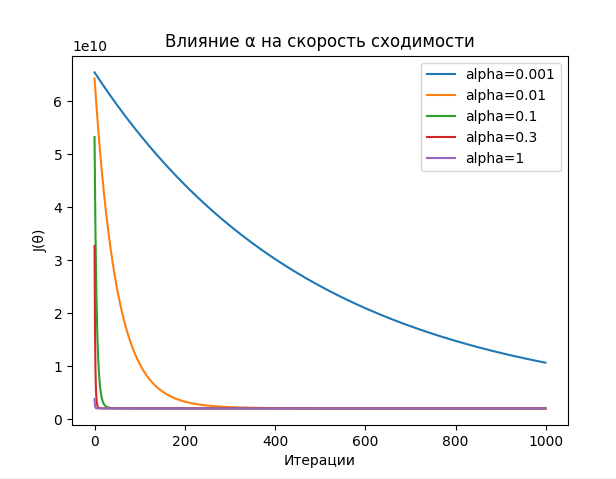 Влияние α на скорость сходимости
1e10
alpha=0.001
alpha=0.01
alpha=0.1
alpha=0.3
alpha=1
6
5
4
3
2
1
0
J(θ)
0 200 400 600 800 1000
Итерации